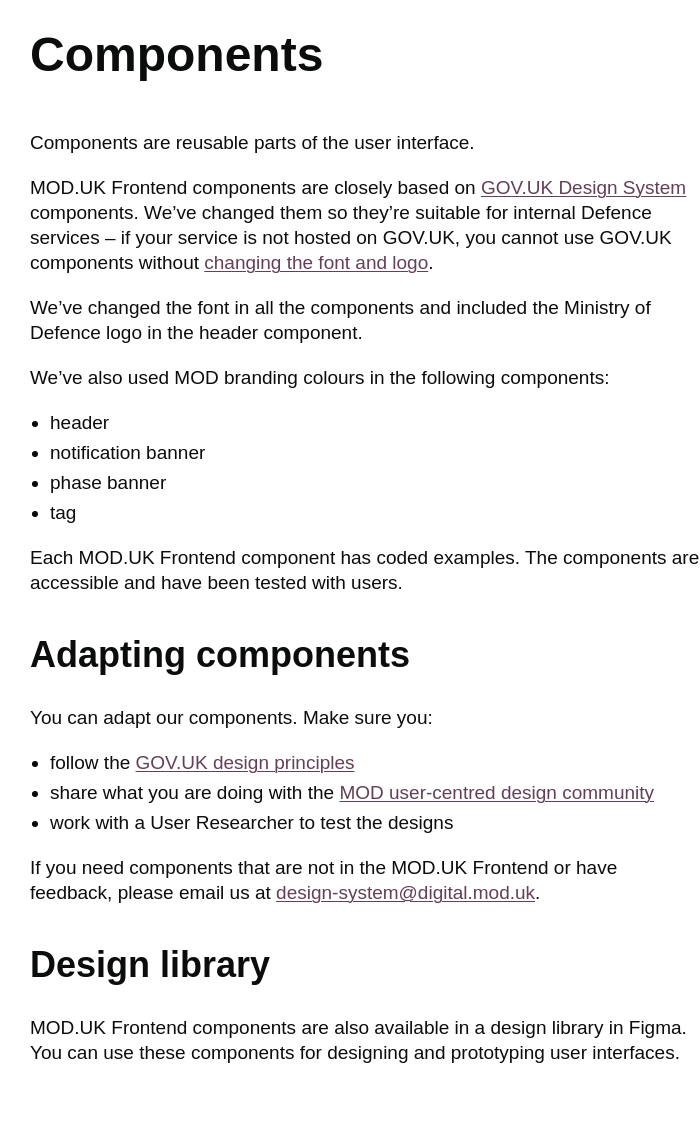 Components
Components are reusable parts of the user interface.
MOD.UK Frontend components are closely based on GOV.UK Design System
components. We’ve changed them so they’re suitable for internal Defence
services – if your service is not hosted on GOV.UK, you cannot use GOV.UK
components without changing the font and logo.
We’ve changed the font in all the components and included the Ministry of
Defence logo in the header component.
We’ve also used MOD branding colours in the following components:
• header
• notification banner
• phase banner
• tag
Each MOD.UK Frontend component has coded examples. The components are
accessible and have been tested with users.
Adapting components
You can adapt our components. Make sure you:
• follow the GOV.UK design principles
• share what you are doing with the MOD user-centred design community
• work with a User Researcher to test the designs
If you need components that are not in the MOD.UK Frontend or have
feedback, please email us at design-system@digital.mod.uk.
Design library
MOD.UK Frontend components are also available in a design library in Figma.
You can use these components for designing and prototyping user interfaces.